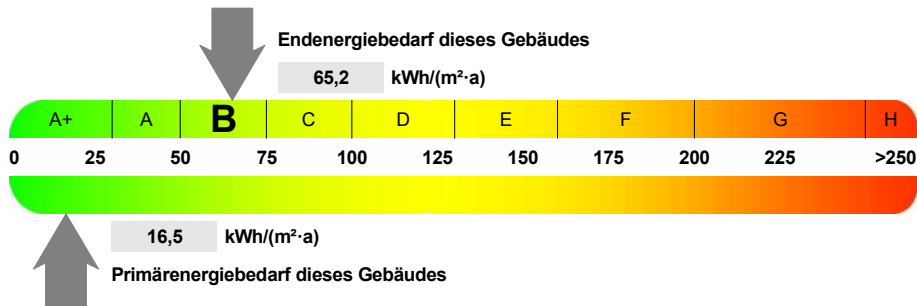 Endenergiebedarf dieses Gebäudes
65,2 kWh/(m²·a)
A+ A B C D E F G H
0 25 50 75 100 125 150 175 200 225 >250
16,5 kWh/(m²·a)
Primärenergiebedarf dieses Gebäudes